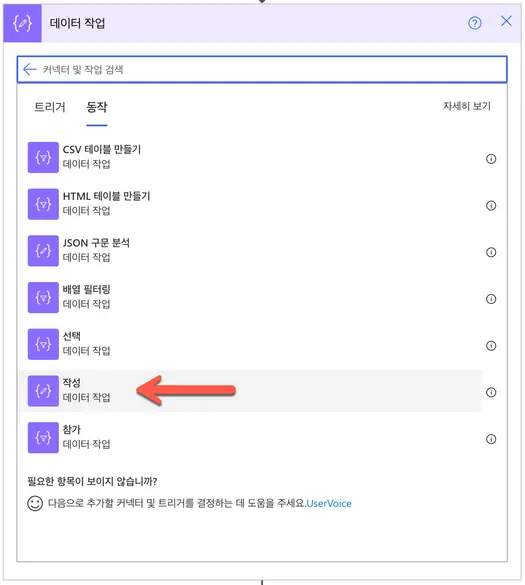 데이터 작업
커넥터 및 작업 검색
트리거 동작 자세히 보기
CSV 테이블 만들기
데이터 작업
HTML 테이블 만들기
데이터 작업
JSON 구문 분석
데이터 작업
배열 필터링
데이터 작업
선택
데이터 작업
작성
데이터 작업
참가
데이터 작업
필요한 항목이 보이지 않습니까?
다음으로 추가할 커넥터 및 트리거를 결정하는 데 도움을 주세요.UserVoice